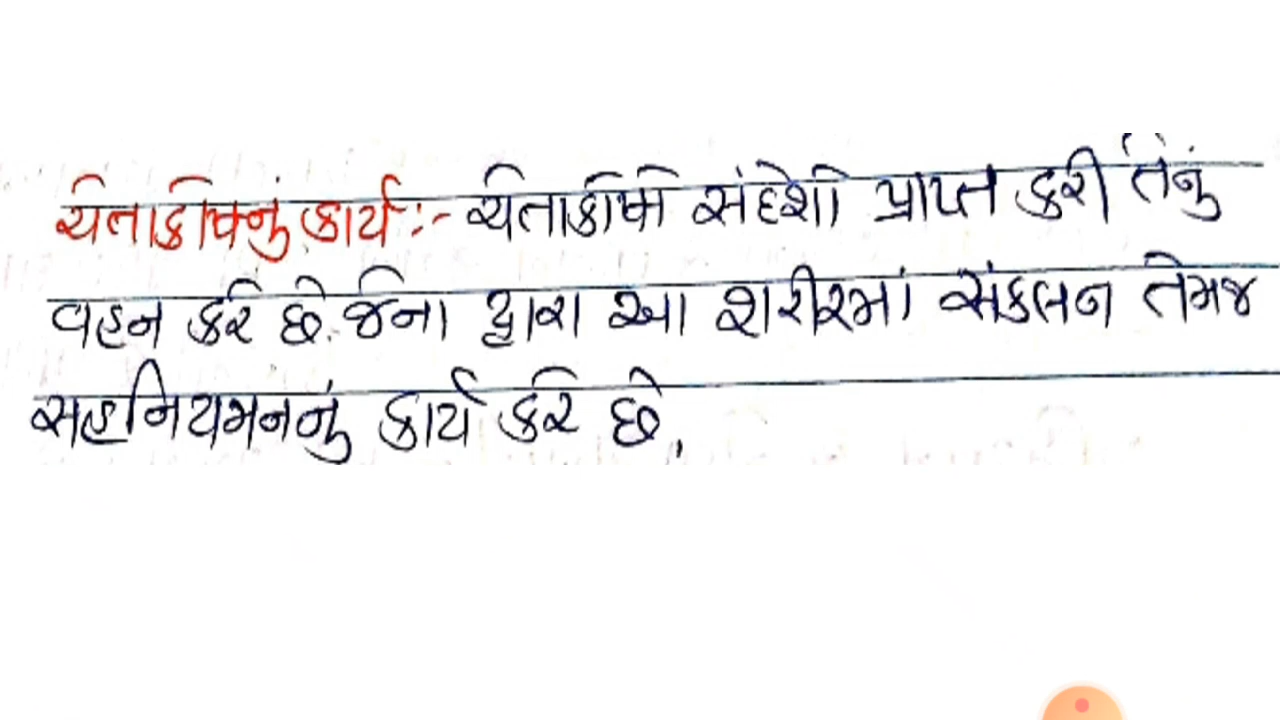 ચેતાકોષનું કાર્ય :- ચેતાકોષો સંદેશો પ્રાપ્ત કરી તેનું
વહન કરે છે. જેના દ્વારા આ શરીરમાં સંકલન તેમજ
સહનિયમનનું કાર્ય કરે છે.